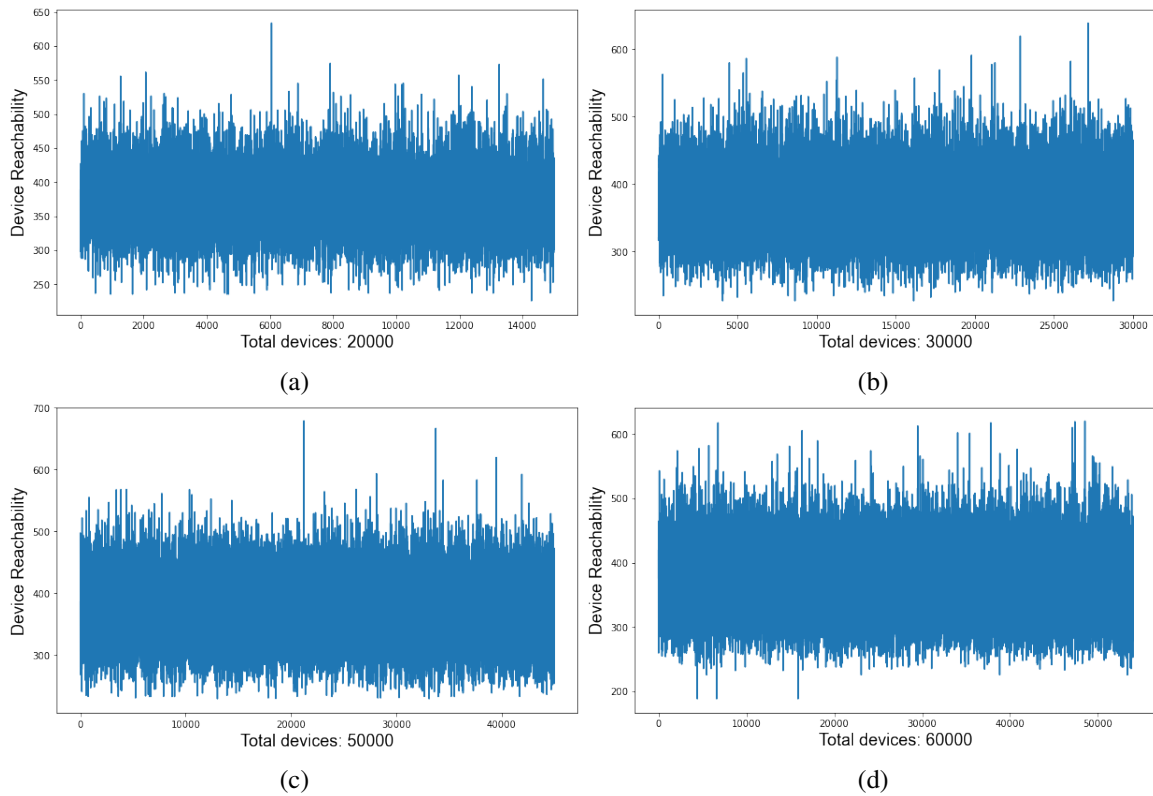 650
600
550
500
450
400
350
300
250
Device Reachability
0 2000 4000 6000 8000 10000 12000 14000
Total devices: 20000
(a)
600
500
400
300
Device Reachability
0 5000 10000 15000 20000 25000 30000
Total devices: 30000
(b)
700
600
500
400
300
Device Reachability
0 10000 20000 30000 40000
Total devices: 50000
(c)
600
500
400
300
200
Device Reachability
0 10000 20000 30000 40000 50000
Total devices: 60000
(d)